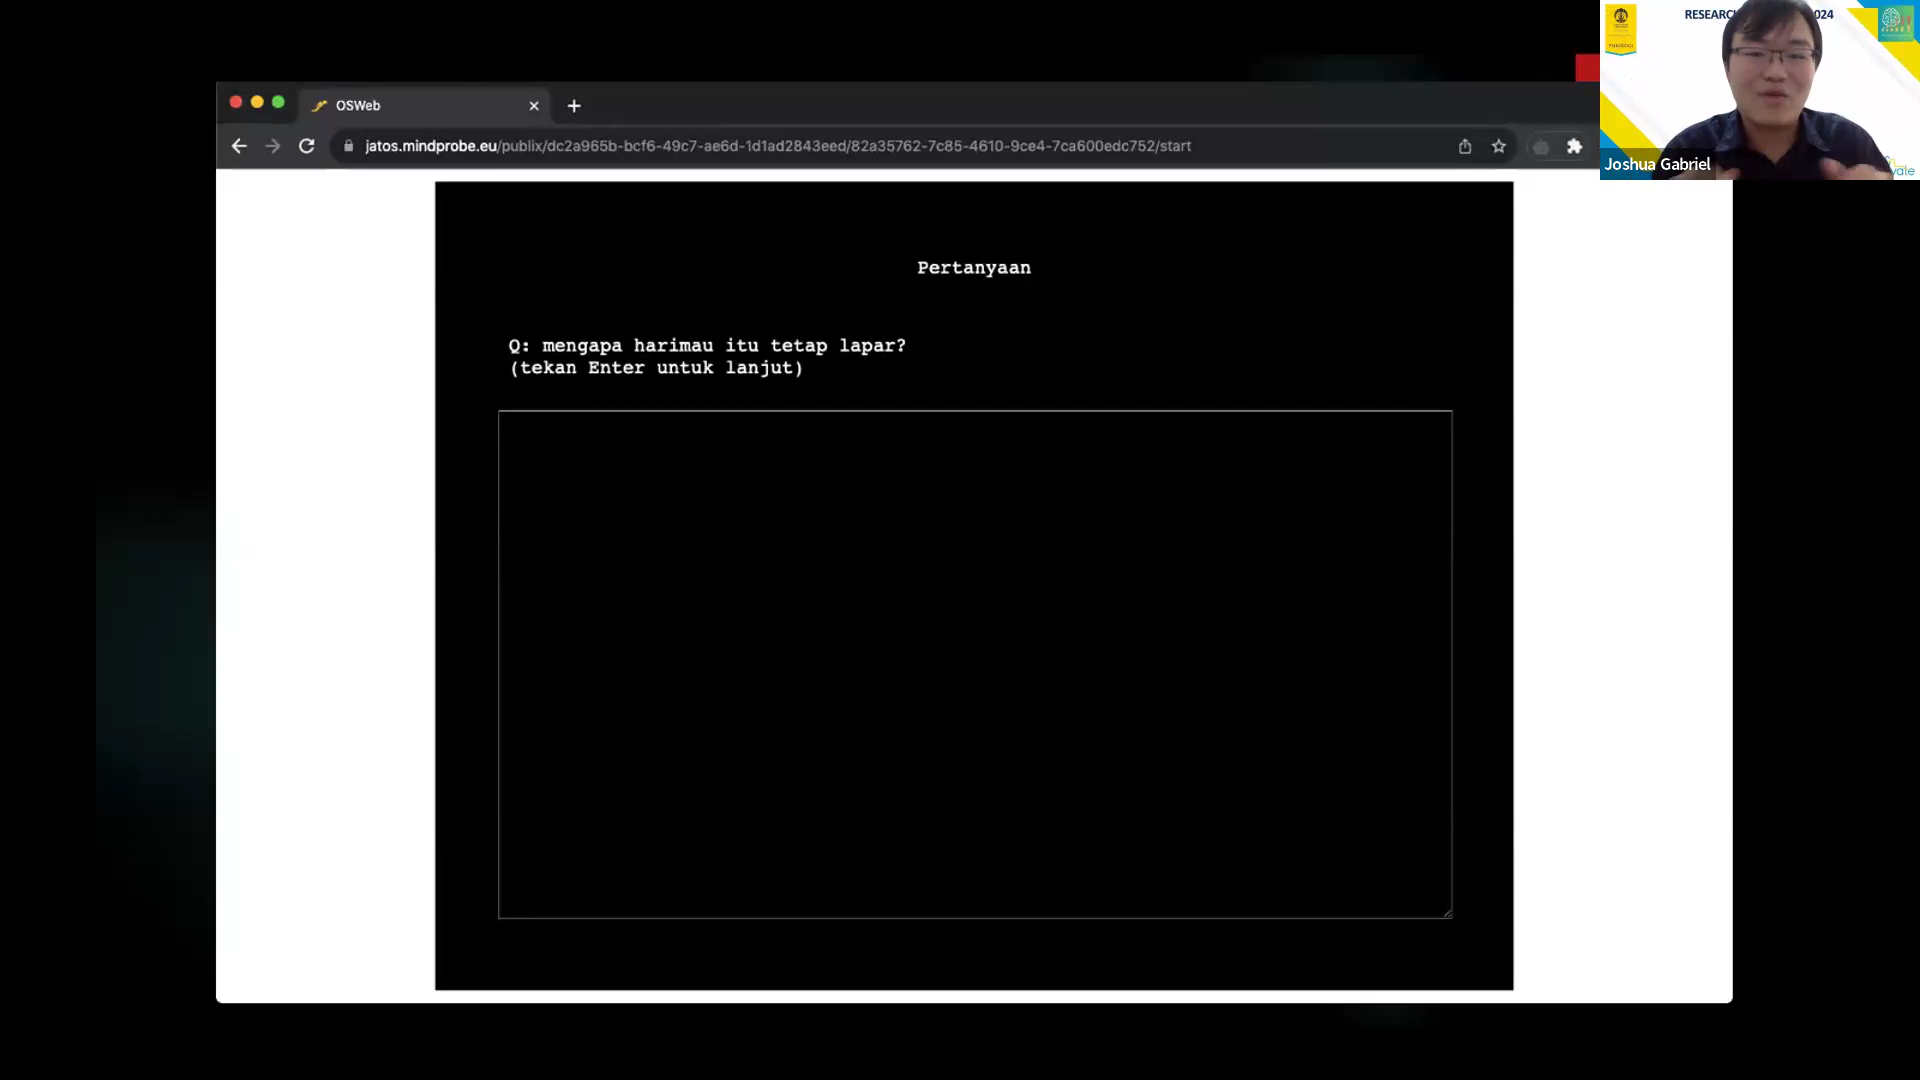 OSWeb
jatos.mindprobe.eu/publix/dc2a965b-bcf6-49c7-ae6d-1d1ad2843eed/82a35762-7c85-4610-9ce4-7ca600edc752/start
Pertanyaan
Q: mengapa harimau itu tetap lapar?
(tekan Enter untuk lanjut)
024
Joshua Gabriel